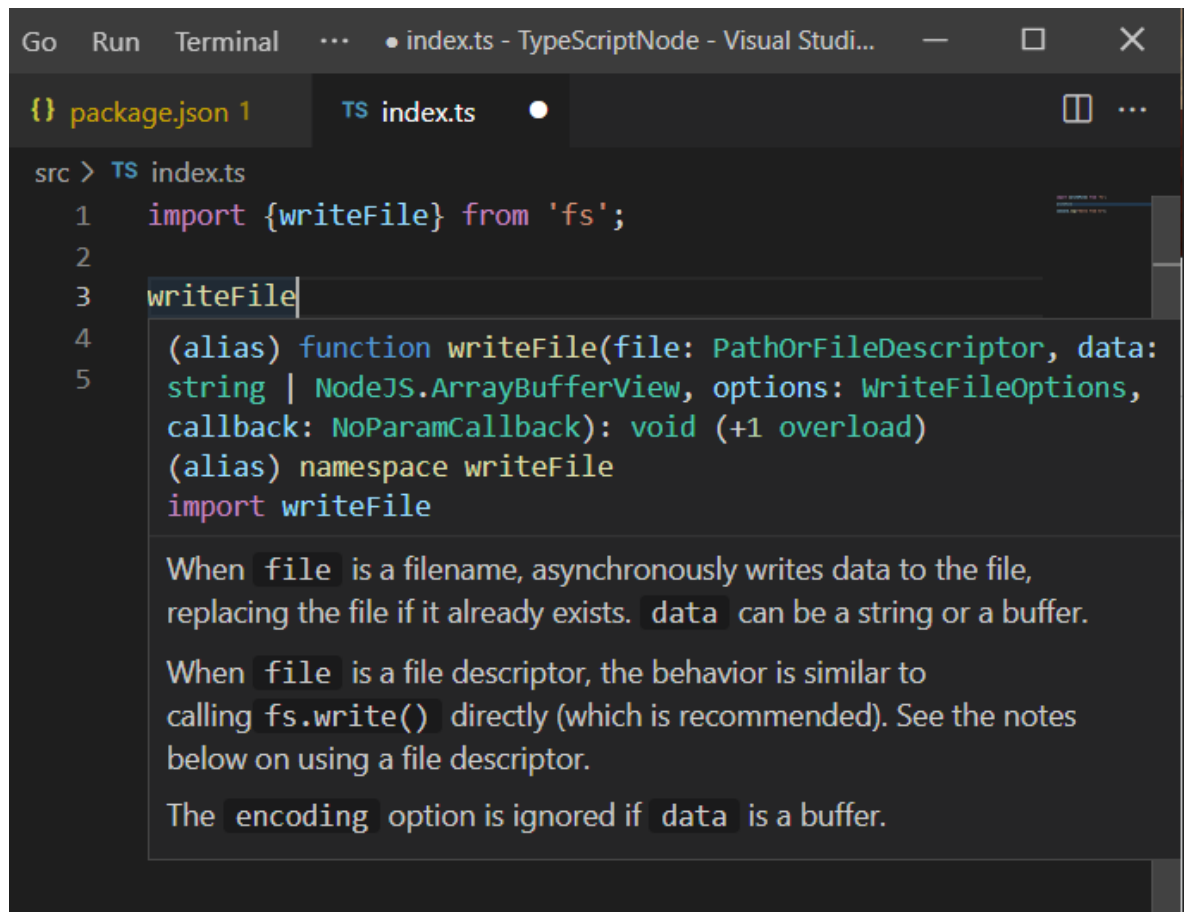 Go Run Terminal ··· ● index.ts - TypeScriptNode - Visual Studi...
{} package.json 1 TS index.ts ●
src > TS index.ts
1 import {writeFile} from 'fs';
2
3 writeFile
4
5
(alias) function writeFile(file: PathOrFileDescriptor, data:
string | NodeJS.ArrayBufferView, options: WriteFileOptions,
callback: NoParamCallback): void (+1 overload)
(alias) namespace writeFile
import writeFile
When file is a filename, asynchronously writes data to the file,
replacing the file if it already exists. data can be a string or a buffer.
When file is a file descriptor, the behavior is similar to
calling fs.write() directly (which is recommended). See the notes
below on using a file descriptor.
The encoding option is ignored if data is a buffer.